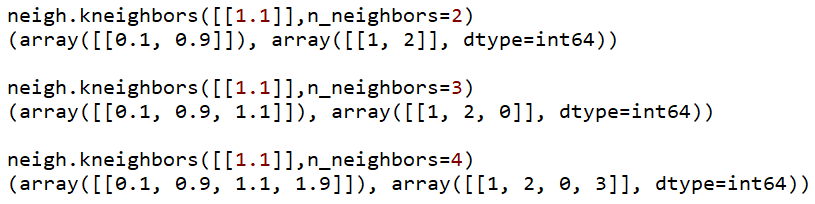 neigh.kneighbors([[1.1]],n_neighbors=2)
(array([[0.1, 0.9]]), array([[1, 2]], dtype=int64))
neigh.kneighbors([[1.1]],n_neighbors=3)
(array([[0.1, 0.9, 1.1]]), array([[1, 2, 0]], dtype=int64))
neigh.kneighbors([[1.1]],n_neighbors=4)
(array([[0.1, 0.9, 1.1, 1.9]]), array([[1, 2, 0, 3]], dtype=int64))